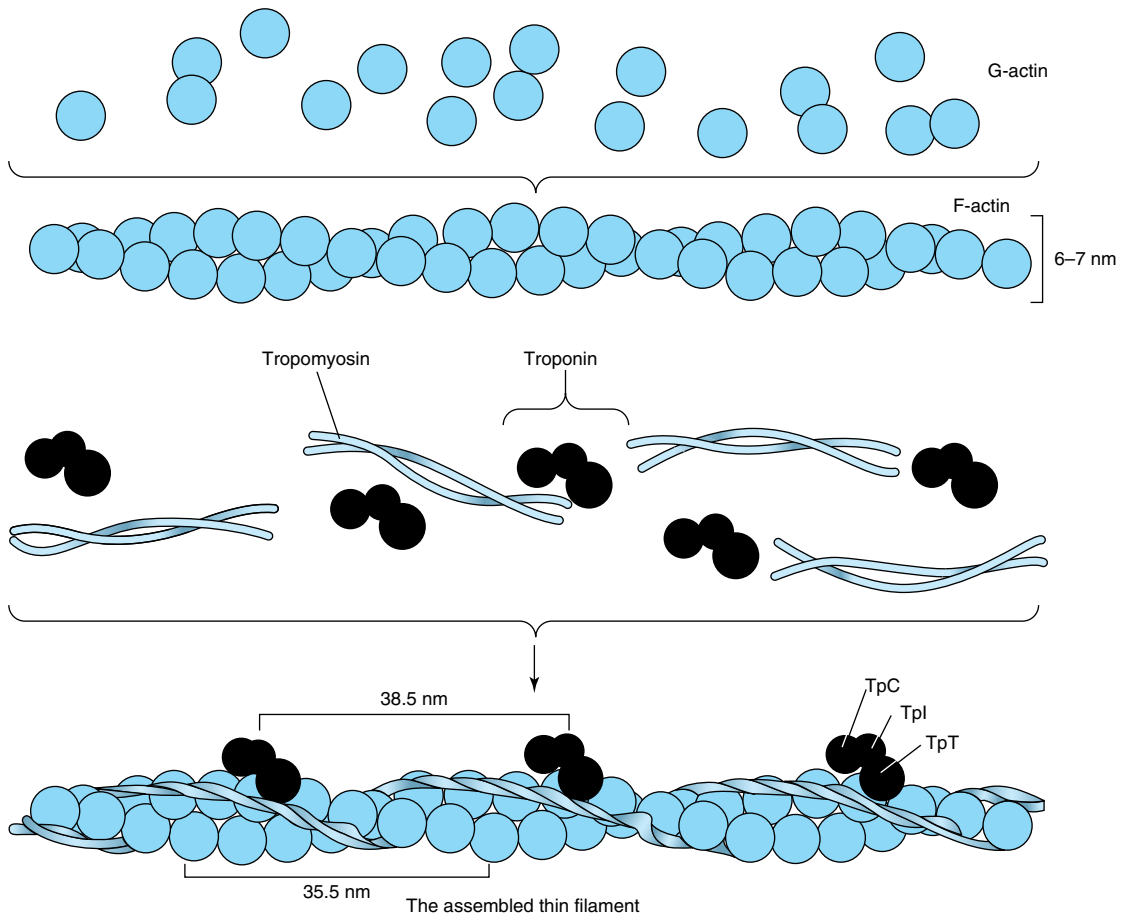 G-actin
F-actin
6–7 nm
Tropomyosin
Troponin
38.5 nm
TpC
TpI
TpT
35.5 nm
The assembled thin filament